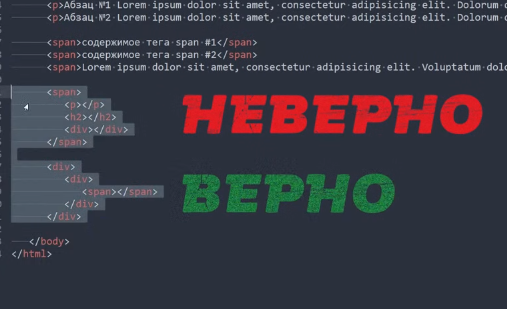 <p>Абзац №1 Lorem ipsum dolor sit amet, consectetur adipisicing elit. Dolorum
<p>Абзац №2 Lorem ipsum dolor sit amet, consectetur adipisicing elit. Dolorum
<span>содержимое тега span #1</span>
<span>содержимое тега span #2</span>
<span>Lorem ipsum dolor sit amet, consectetur adipisicing elit. Voluptatum dolo
<span>
<p></p>
<h2></h2>
<div></div>
</span>
НЕВЕРНО
<div>
<div>
<span></span>
</div>
</div>
ВЕРНО
</body>
</html>